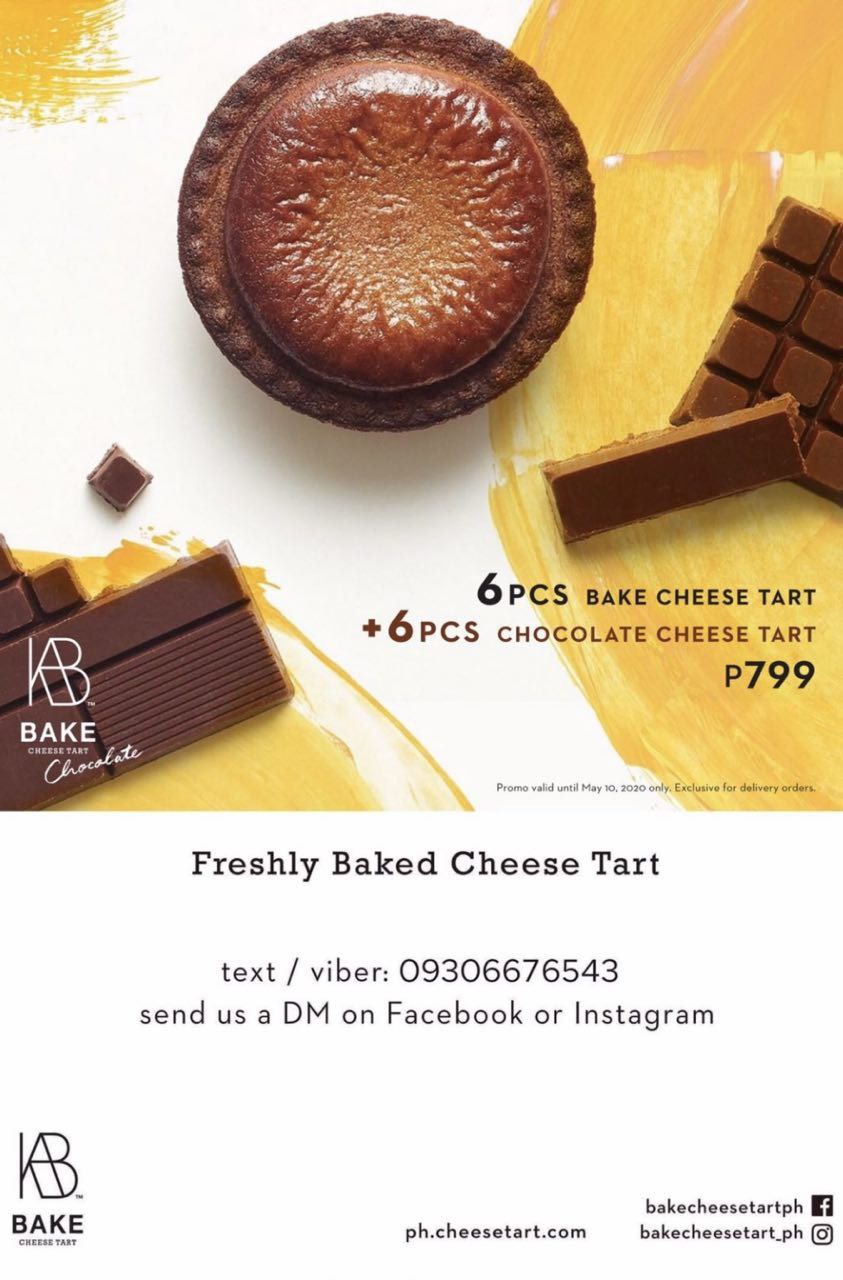 6PCS BAKE CHEESE TART
+6PCS CHOCOLATE CHEESE TART
P799
KAB™
BAKE
CHEESE TART
Chocolate
Promo valid until May 10, 2020 only. Exclusive for delivery orders.
Freshly Baked Cheese Tart
text / viber: 09306676543
send us a DM on Facebook or Instagram
KAB™
BAKE
CHEESE TART
ph.cheesetart.com
bakecheesetartph
bakecheesetart_ph